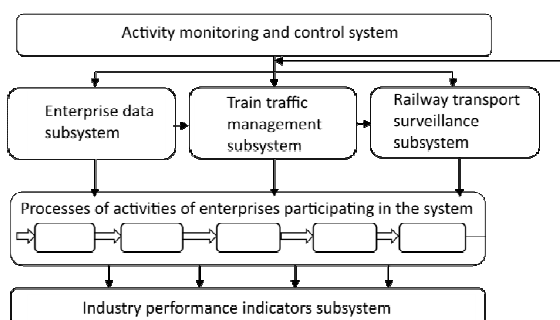 Activity monitoring and control system
Enterprise data
subsystem
Train traffic
management
subsystem
Railway transport
surveillance
subsystem
Processes of activities of enterprises participating in the system
Industry performance indicators subsystem